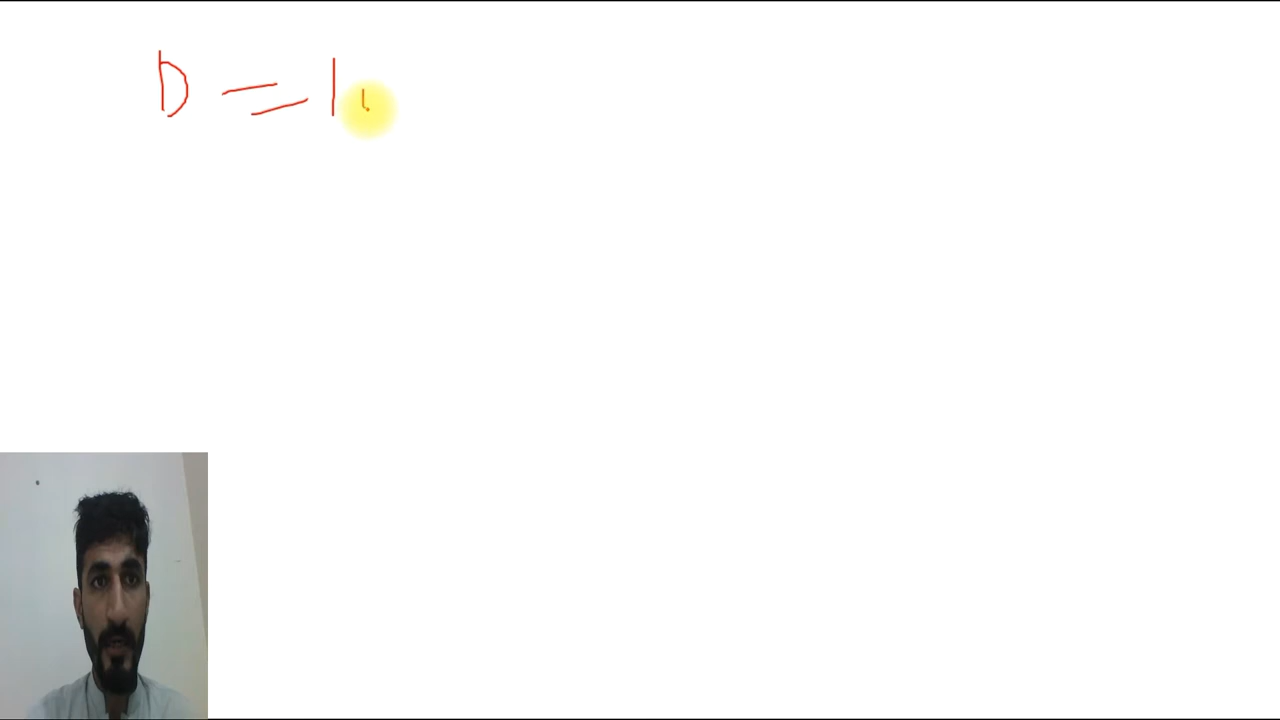 D = 1